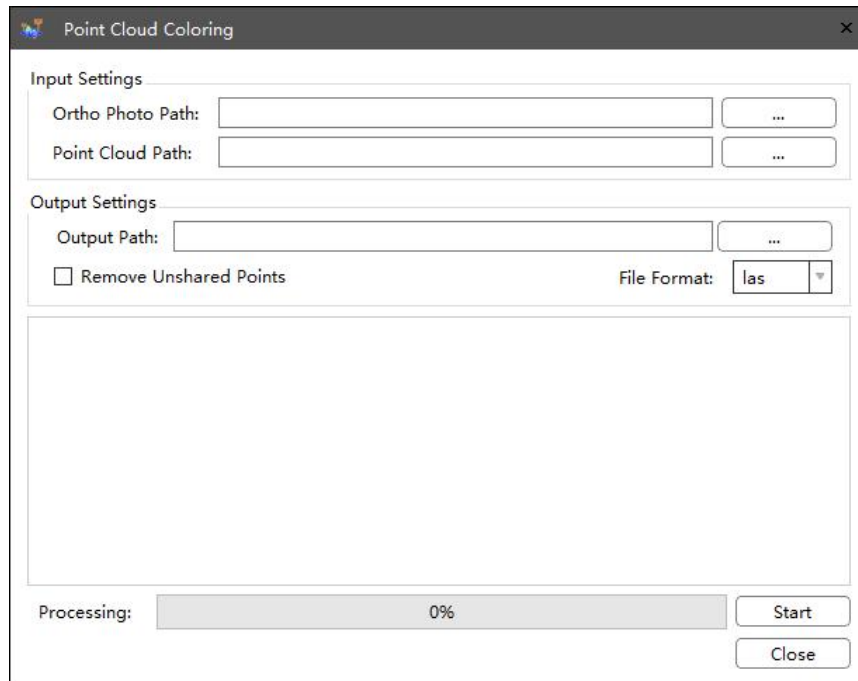 Point Cloud Coloring ×
Input Settings
Ortho Photo Path: ...
Point Cloud Path: ...
Output Settings
Output Path: ...
Remove Unshared Points File Format: las
Processing: 0% Start
Close